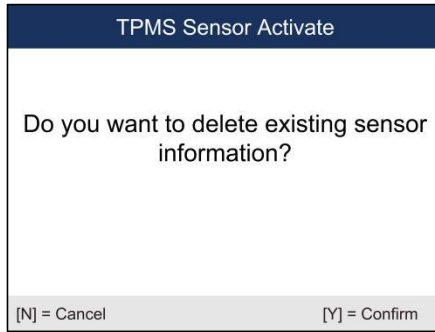 TPMS Sensor Activate
Do you want to delete existing sensor
information?
[N] = Cancel [Y] = Confirm